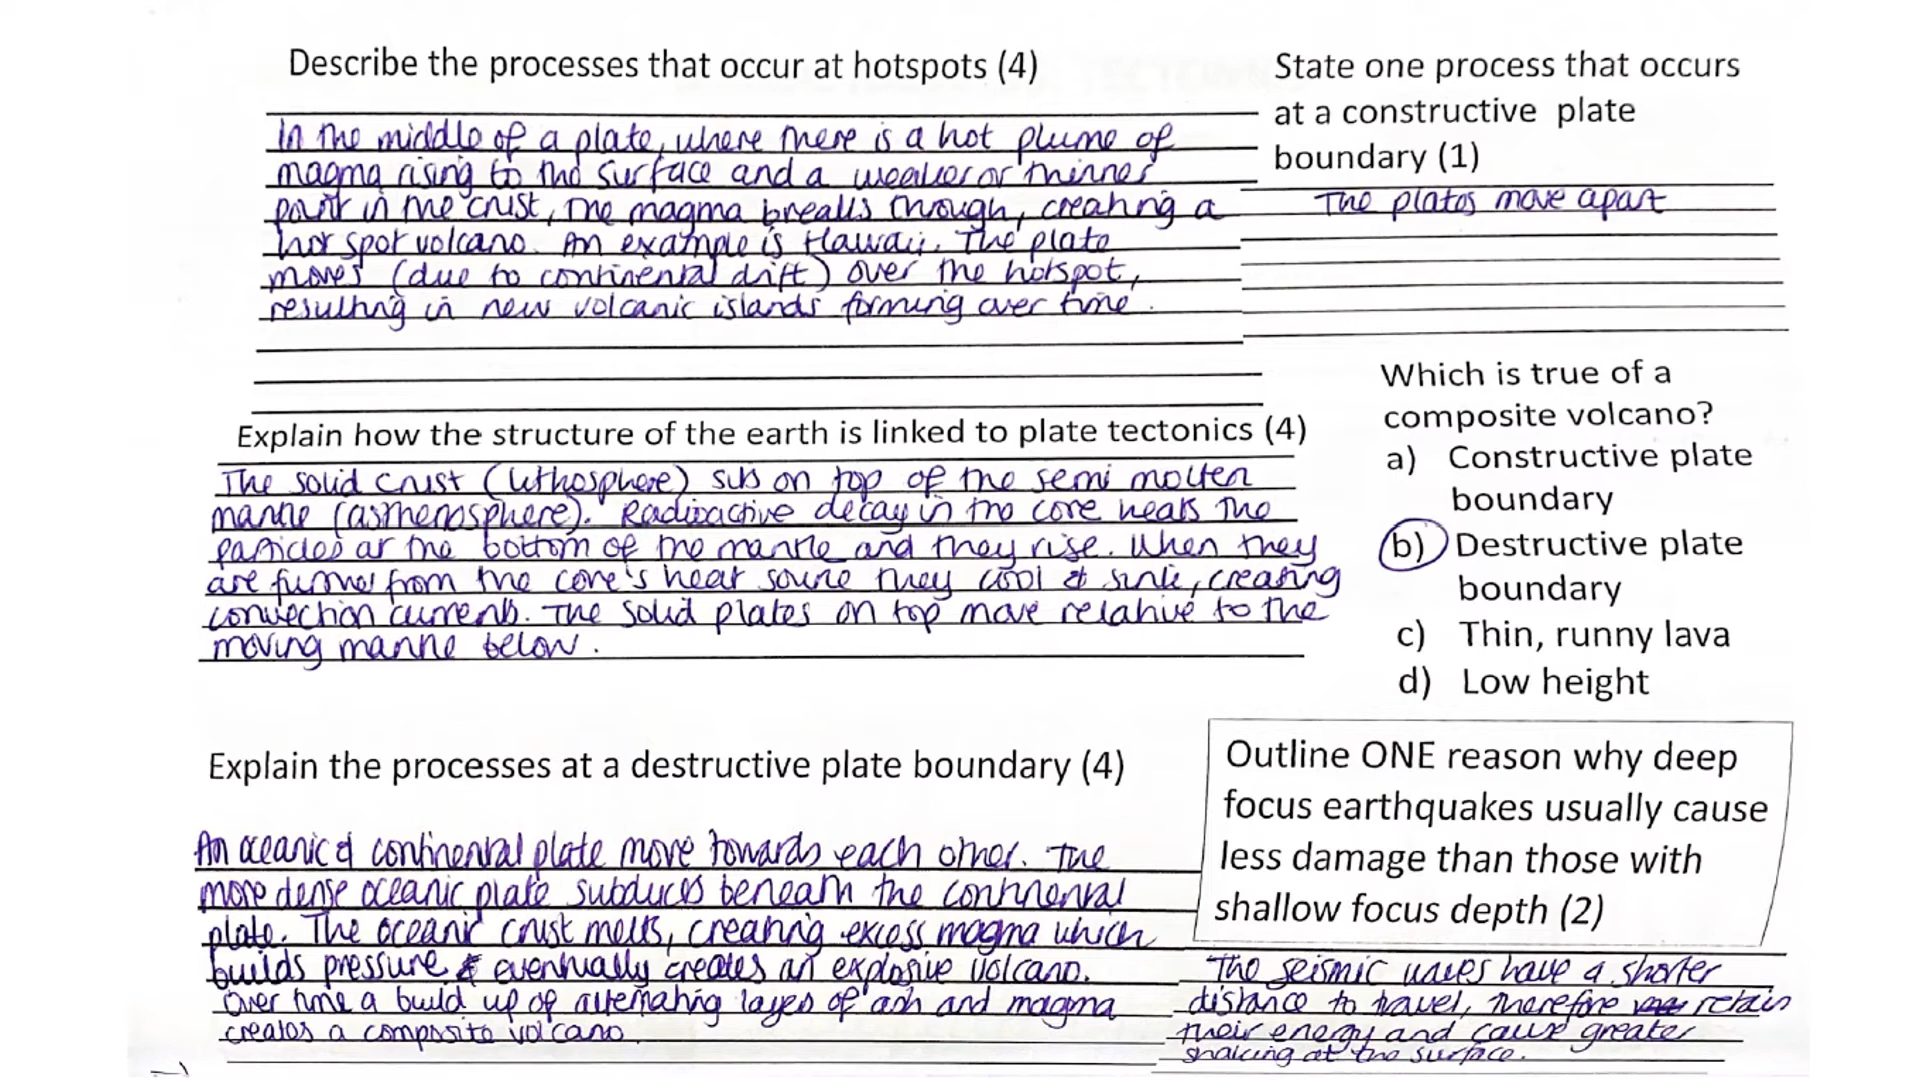 Describe the processes that occur at hotspots (4)
In the middle of a plate, where there is a hot plume of
magma rising to the surface and a weaker or thinner
point in the crust, the magma breaks through, creating a
hot spot volcano. An example is Hawaii. The plate
moves (due to continental drift) over the hotspot,
resulting in new volcanic islands forming over time.
State one process that occurs
at a constructive plate
boundary (1)
The plates move apart
Explain how the structure of the earth is linked to plate tectonics (4)
The solid crust (lithosphere) sits on top of the semi molten
mantle (asthenosphere). Radioactive decay in the core heats the
particles at the bottom of the mantle and they rise. When they
are further from the core's heat source they cool & sink, creating
convection currents. The solid plates on top move relative to the
moving mantle below.
Which is true of a
composite volcano?
a) Constructive plate
boundary
b) Destructive plate
boundary
c) Thin, runny lava
d) Low height
Explain the processes at a destructive plate boundary (4)
An oceanic & continental plate move towards each other. The
more dense oceanic plate subducts beneath the continental
plate. The oceanic crust melts, creating excess magma which
builds pressure & eventually creates an explosive volcano.
Over time a build up of alternating layers of ash and magma
creates a composite volcano.
Outline ONE reason why deep
focus earthquakes usually cause
less damage than those with
shallow focus depth (2)
The seismic waves have a shorter
distance to travel, therefore retain
their energy and cause greater
shaking at the surface.